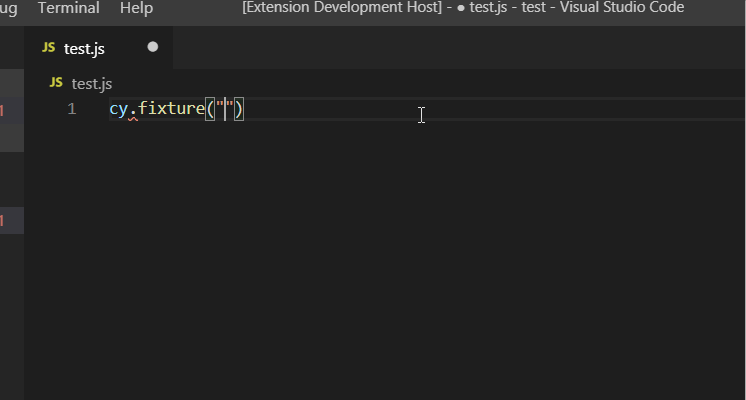 ug Terminal Help [Extension Development Host] - ● test.js - test - Visual Studio Code
JS test.js ●
JS test.js
1 cy.fixture("")
1
1